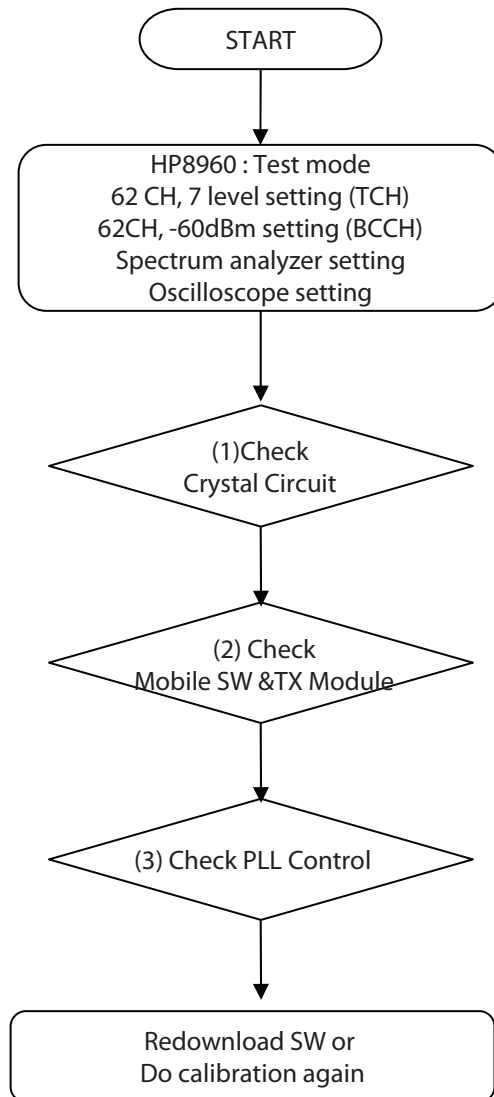 START
HP8960 : Test mode
62 CH, 7 level setting (TCH)
62CH, -60dBm setting (BCCH)
Spectrum analyzer setting
Oscilloscope setting
(1)Check
Crystal Circuit
(2) Check
Mobile SW &TX Module
(3) Check PLL Control
Redownload SW or
Do calibration again